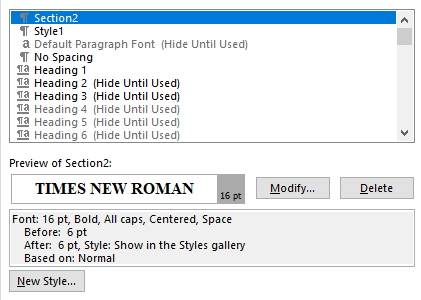 ¶ Section2
¶ Style1
a Default Paragraph Font (Hide Until Used)
¶ No Spacing
¶a Heading 1
¶a Heading 2 (Hide Until Used)
¶a Heading 3 (Hide Until Used)
¶a Heading 4 (Hide Until Used)
¶a Heading 5 (Hide Until Used)
¶a Heading 6 (Hide Until Used)
Preview of Section2:
TIMES NEW ROMAN 16 pt Modify... Delete
Font: 16 pt, Bold, All caps, Centered, Space
Before: 6 pt
After: 6 pt, Style: Show in the Styles gallery
Based on: Normal
New Style...